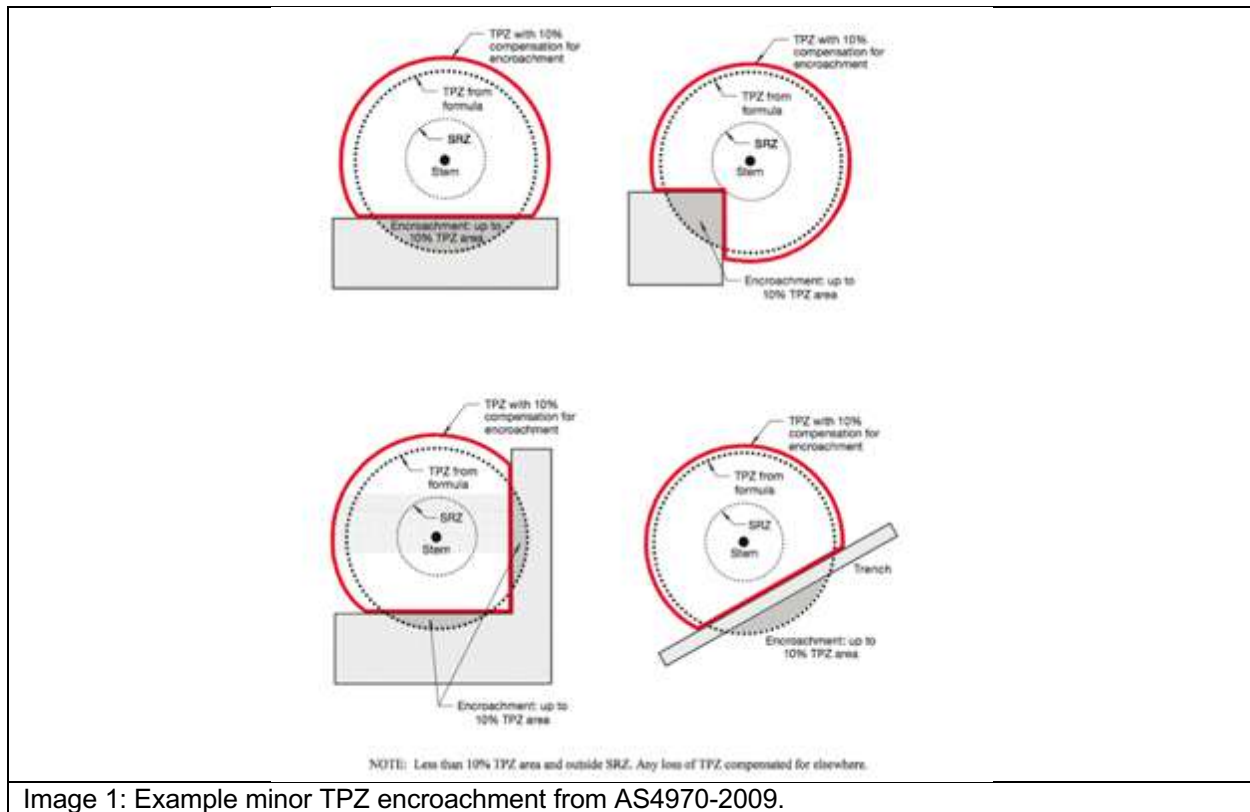 TPZ with 10%
compensation for
encroachment
TPZ from
formula
SRZ
Stem
Encroachment: up to
10% TPZ area
TPZ with 10%
compensation for
encroachment
TPZ from
formula
SRZ
Stem
Encroachment: up to
10% TPZ area
TPZ with 10%
compensation for
encroachment
TPZ from
formula
SRZ
Stem
Encroachment: up to
10% TPZ area
TPZ with 10%
compensation for
encroachment
TPZ from
formula
SRZ
Stem
Trench
Encroachment: up to
10% TPZ area
NOTE: Less than 10% TPZ area and outside SRZ. Any loss of TPZ compensated for elsewhere.
Image 1: Example minor TPZ encroachment from AS4970-2009.